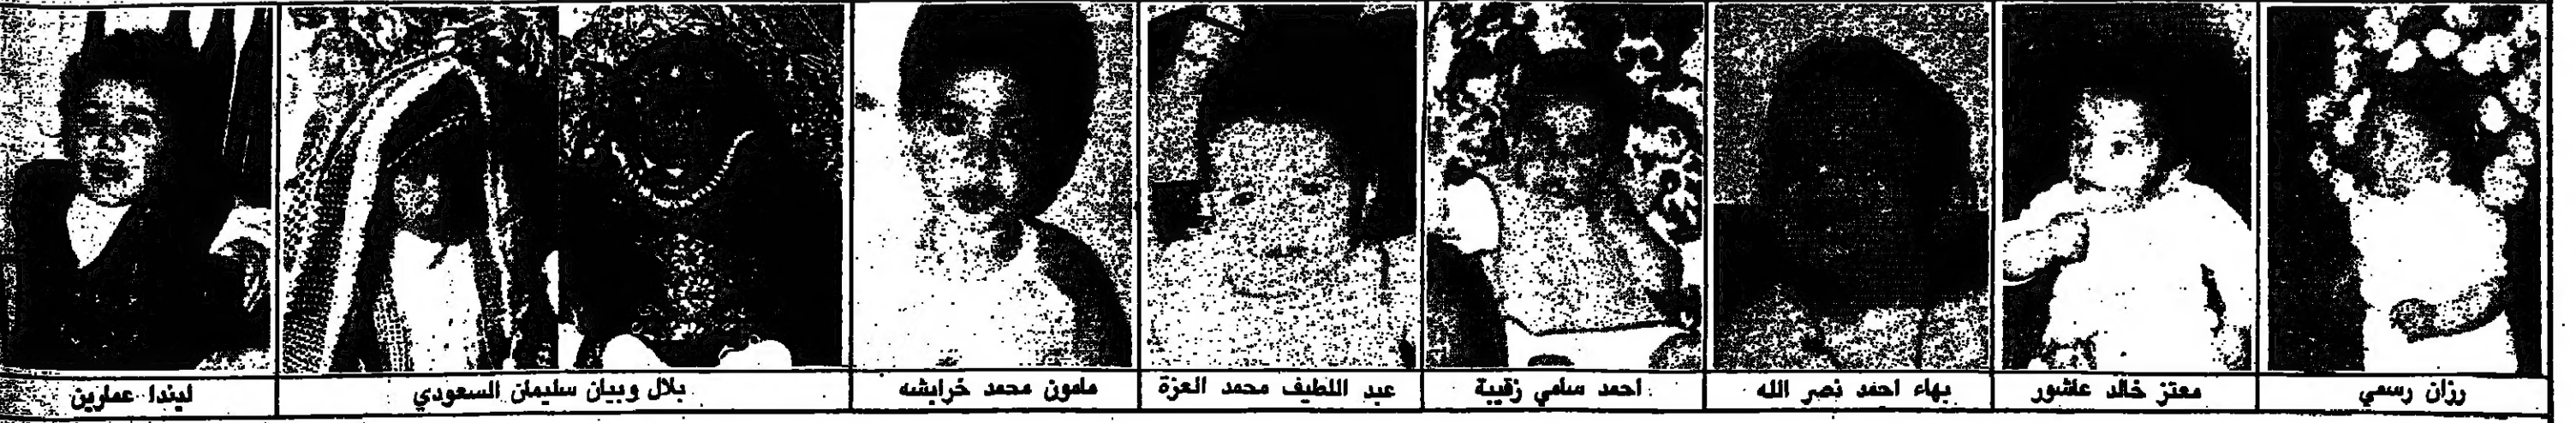 رزان رسمي
معتز خالد عاشور
بهاء احمد نصر الله
احمد سامي زقيبة
عبد اللطيف محمد العزة
مامون محمد خرابشه
بلال وبيان سليمان السعودي
ليندا عمارين